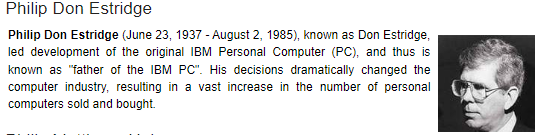 Philip Don Estridge
Philip Don Estridge (June 23, 1937 - August 2, 1985), known as Don Estridge,
led development of the original IBM Personal Computer (PC), and thus is
known as "father of the IBM PC". His decisions dramatically changed the
computer industry, resulting in a vast increase in the number of personal
computers sold and bought.